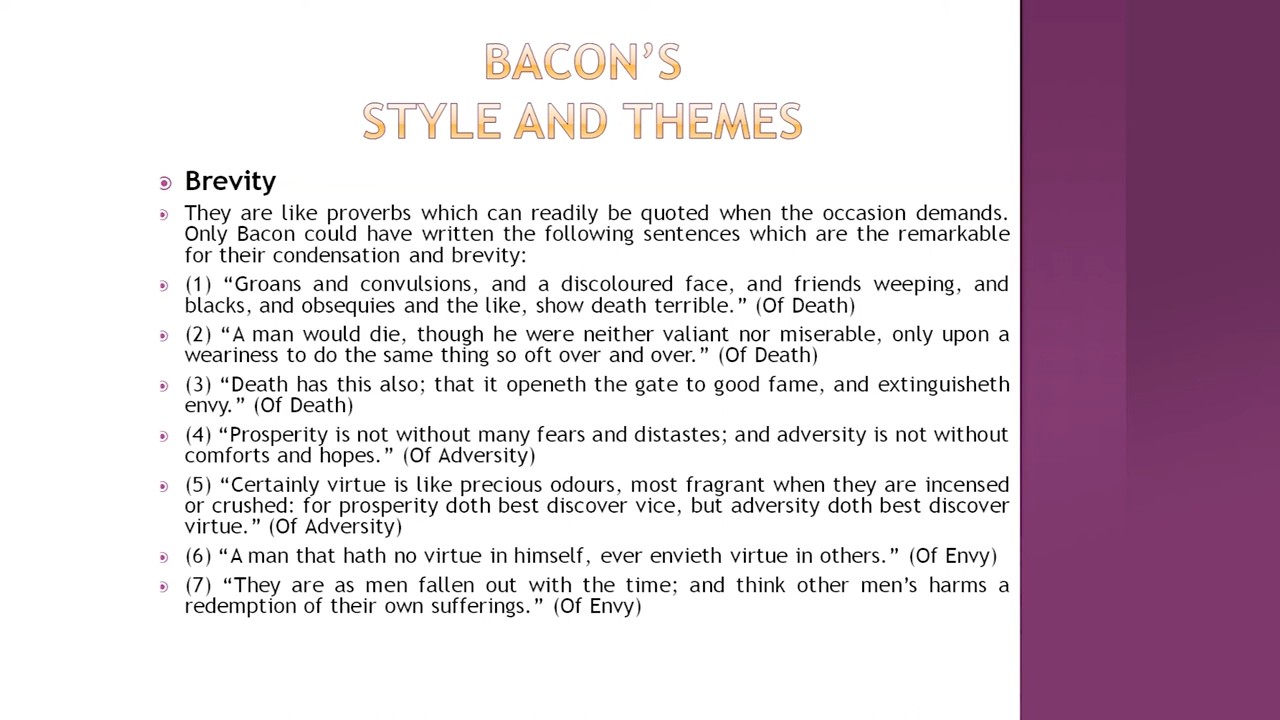 BACON'S
STYLE AND THEMES
Brevity
They are like proverbs which can readily be quoted when the occasion demands.
Only Bacon could have written the following sentences which are the remarkable
for their condensation and brevity:
(1) “Groans and convulsions, and a discoloured face, and friends weeping, and
blacks, and obsequies and the like, show death terrible.” (Of Death)
(2) “A man would die, though he were neither valiant nor miserable, only upon a
weariness to do the same thing so oft over and over.” (Of Death)
(3) “Death has this also; that it openeth the gate to good fame, and extinguisheth
envy.” (Of Death)
(4) “Prosperity is not without many fears and distastes; and adversity is not without
comforts and hopes.” (Of Adversity)
(5) “Certainly virtue is like precious odours, most fragrant when they are incensed
or crushed: for prosperity doth best discover vice, but adversity doth best discover
virtue.” (Of Adversity)
(6) “A man that hath no virtue in himself, ever envieth virtue in others.” (Of Envy)
(7) “They are as men fallen out with the time; and think other men’s harms a
redemption of their own sufferings.” (Of Envy)